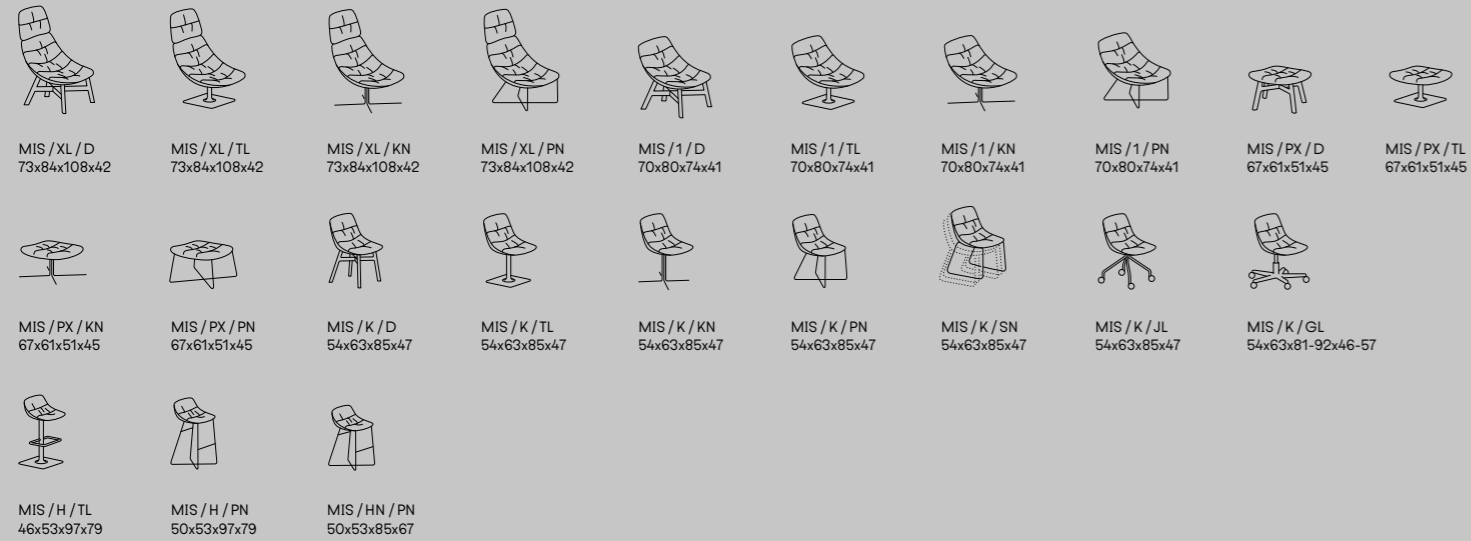 MIS / XL / D
73x84x108x42
MIS / XL / TL
73x84x108x42
MIS / XL / KN
73x84x108x42
MIS / XL / PN
73x84x108x42
MIS / 1 / D
70x80x74x41
MIS / 1 / TL
70x80x74x41
MIS / 1 / KN
70x80x74x41
MIS / 1 / PN
70x80x74x41
MIS / PX / D
67x61x51x45
MIS / PX / TL
67x61x51x45
MIS / PX / KN
67x61x51x45
MIS / PX / PN
67x61x51x45
MIS / K / D
54x63x85x47
MIS / K / TL
54x63x85x47
MIS / K / KN
54x63x85x47
MIS / K / PN
54x63x85x47
MIS / K / SN
54x63x85x47
MIS / K / JL
54x63x85x47
MIS / K / GL
54x63x81-92x46-57
MIS / H / TL
46x53x97x79
MIS / H / PN
50x53x97x79
MIS / HN / PN
50x53x85x67